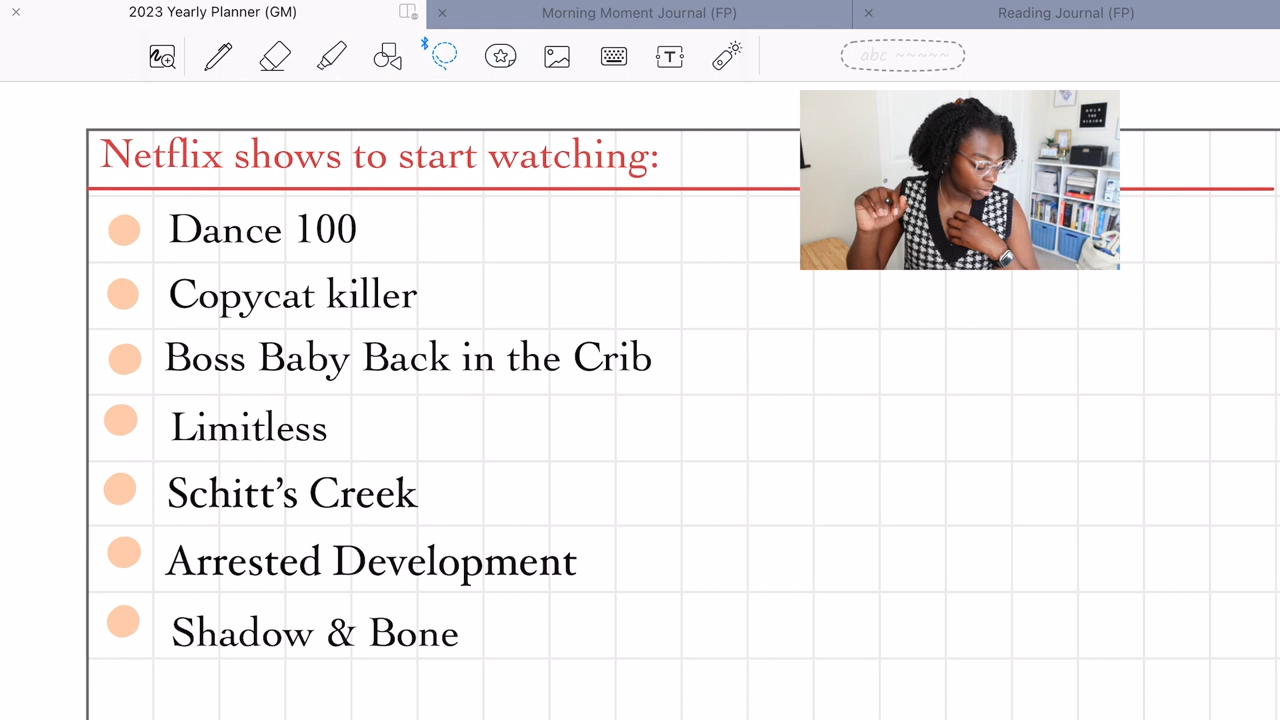 2023 Yearly Planner (GM)
Morning Moment Journal (FP)
Reading Journal (FP)
T
abc
Netflix shows to start watching:
Dance 100
Copycat killer
Boss Baby Back in the Crib
Limitless
Schitt's Creek
Arrested Development
Shadow & Bone